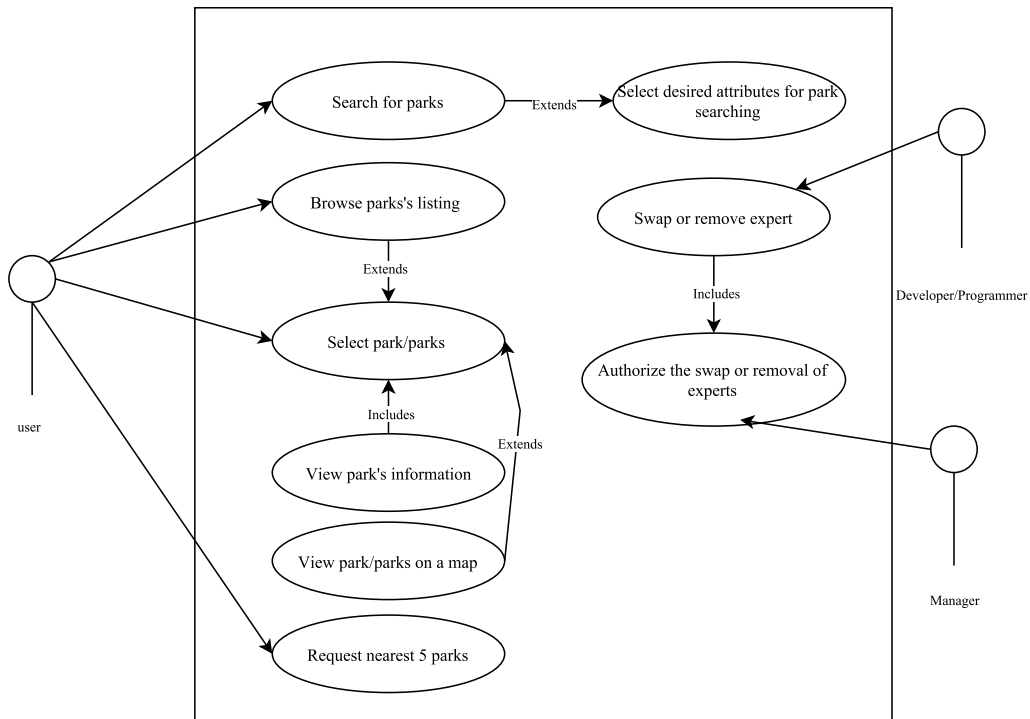 Search for parks
Extends
Select desired attributes for park
searching
Browse parks's listing
Swap or remove expert
Extends
Includes
Developer/Programmer
Select park/parks
Authorize the swap or removal of
experts
Includes
user
Extends
View park's information
View park/parks on a map
Manager
Request nearest 5 parks